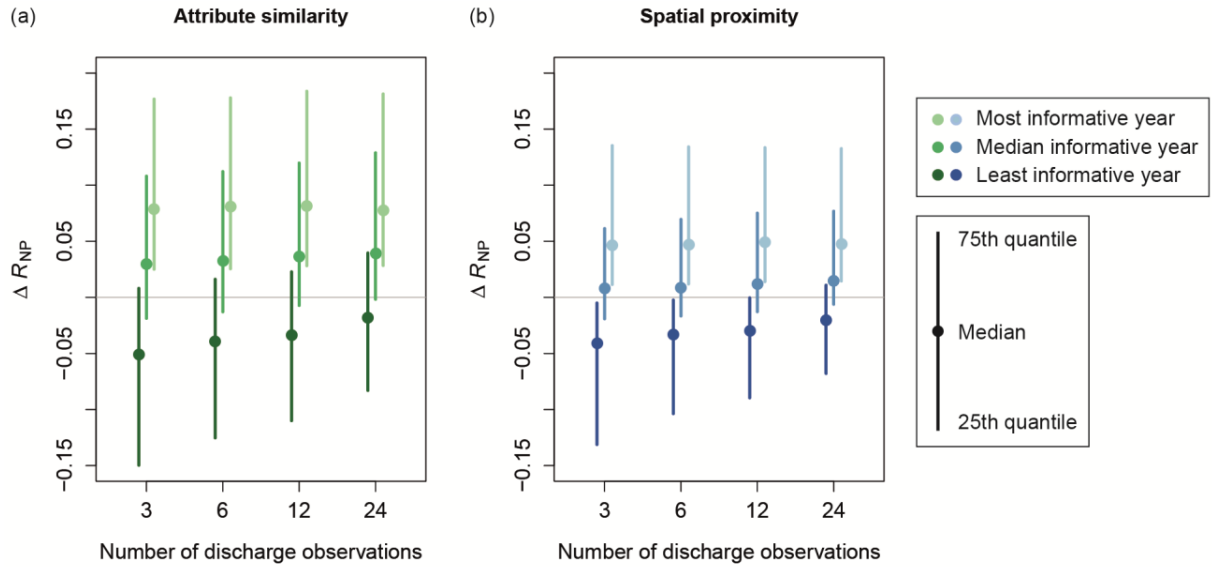 (a) Attribute similarity
Δ R_NP
0.15
0.05
−0.05
−0.15
3 6 12 24
Number of discharge observations
(b) Spatial proximity
Δ R_NP
0.15
0.05
−0.05
−0.15
3 6 12 24
Number of discharge observations
Most informative year
Median informative year
Least informative year
75th quantile
Median
25th quantile